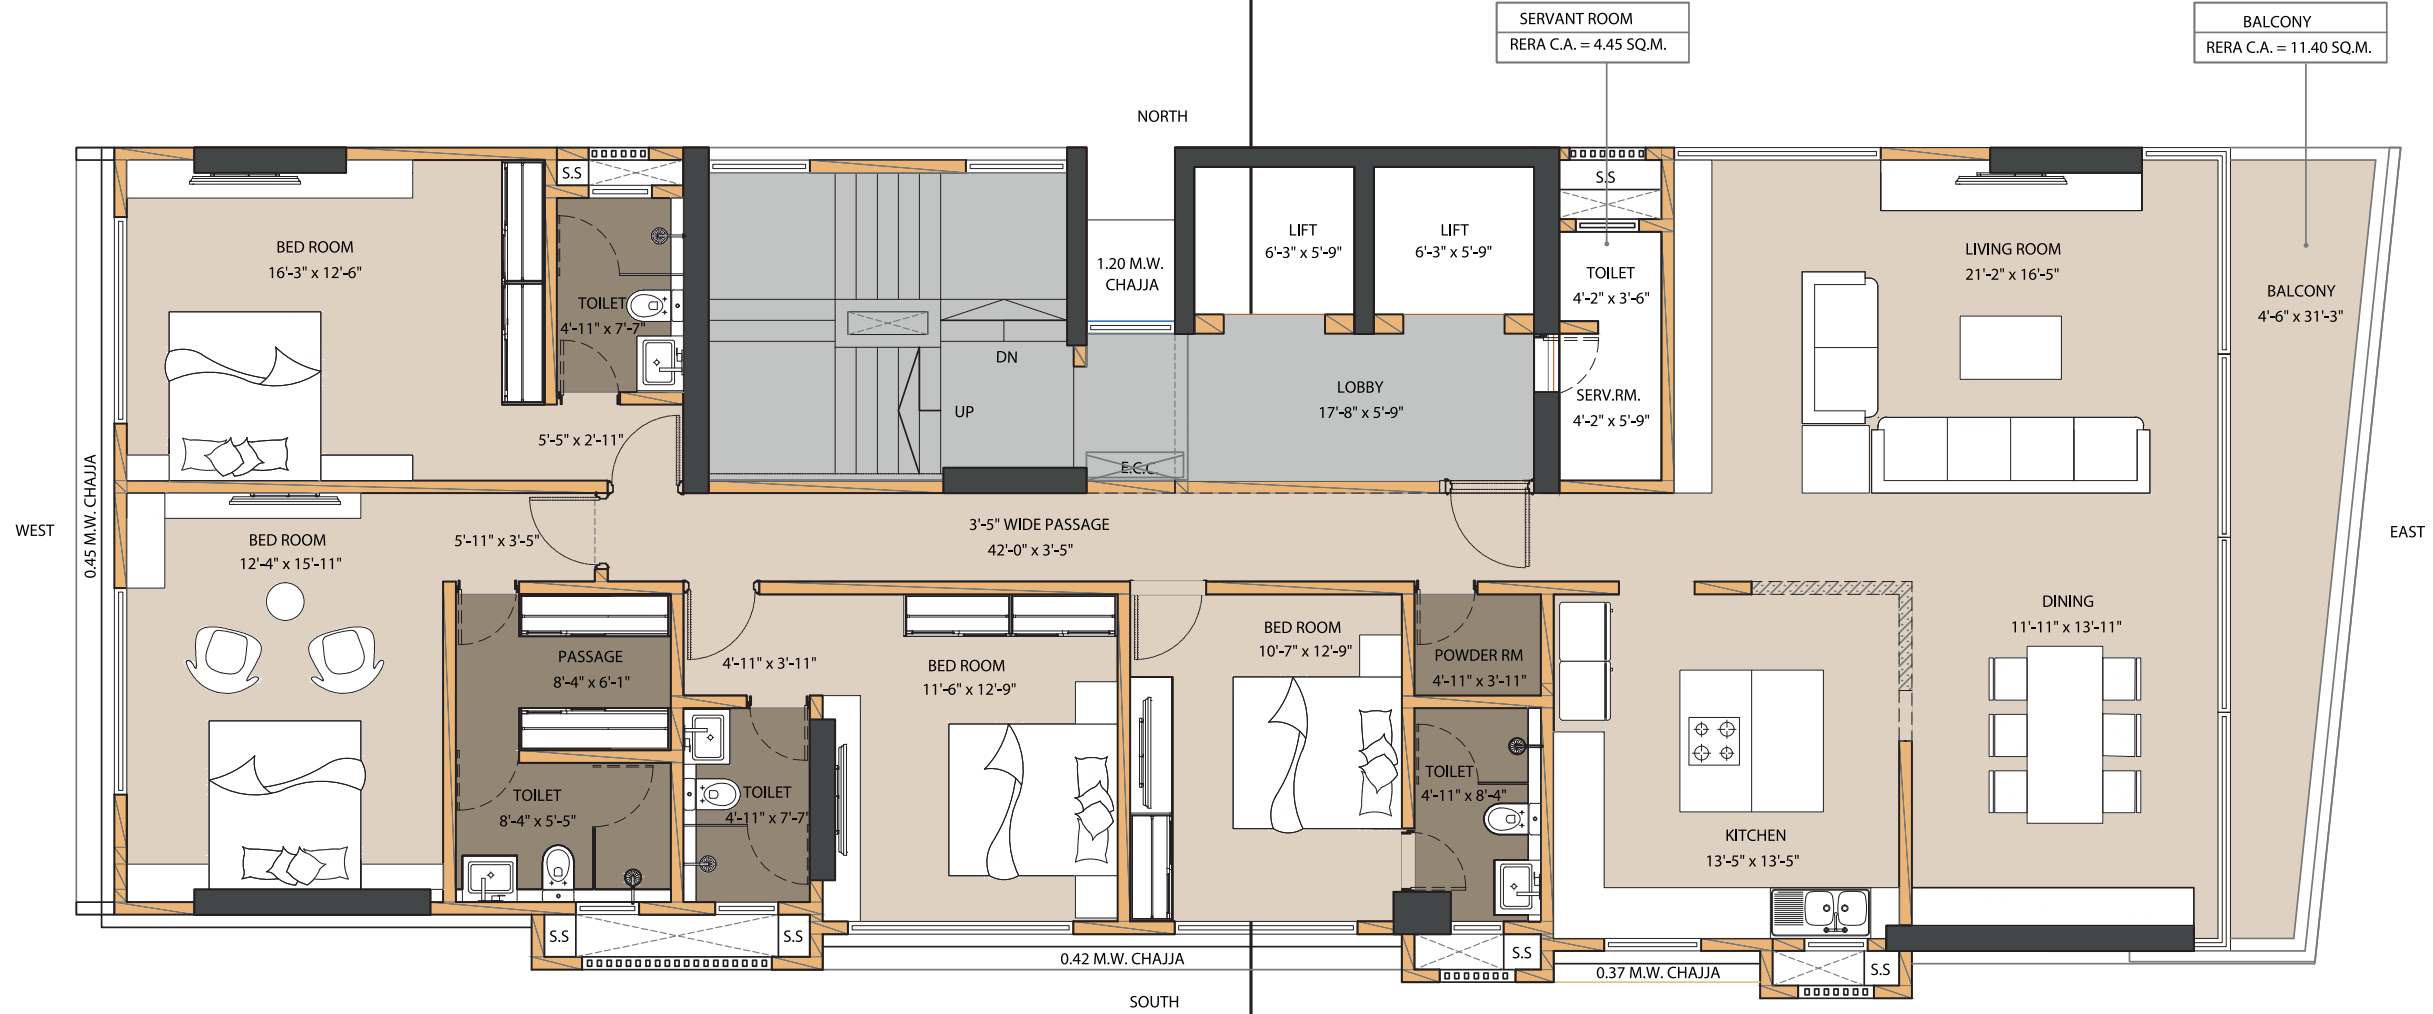 SERVANT ROOM
RERA C.A. = 4.45 SQ.M.
BALCONY
RERA C.A. = 11.40 SQ.M.
NORTH
S.S
S.S
BED ROOM
16'-3" x 12'-6"
LIFT
6'-3" x 5'-9"
LIFT
6'-3" x 5'-9"
LIVING ROOM
21'-2" x 16'-5"
1.20 M.W.
CHAJJA
TOILET
4'-2" x 3'-6"
TOILET
4'-11" x 7'-7"
BALCONY
4'-6" x 31'-3"
DN
UP
LOBBY
17'-8" x 5'-9"
SERV.RM.
4'-2" x 5'-9"
5'-5" x 2'-11"
E.C.C.
0.45 M.W. CHAJJA
WEST
3'-5" WIDE PASSAGE
42'-0" x 3'-5"
EAST
BED ROOM
12'-4" x 15'-11"
5'-11" x 3'-5"
DINING
11'-11" x 13'-11"
PASSAGE
8'-4" x 6'-1"
4'-11" x 3'-11"
BED ROOM
11'-6" x 12'-9"
BED ROOM
10'-7" x 12'-9"
POWDER RM
4'-11" x 3'-11"
TOILET
8'-4" x 5'-5"
TOILET
4'-11" x 7'-7"
TOILET
4'-11" x 8'-4"
KITCHEN
13'-5" x 13'-5"
S.S
S.S
0.42 M.W. CHAJJA
S.S
0.37 M.W. CHAJJA
S.S
SOUTH